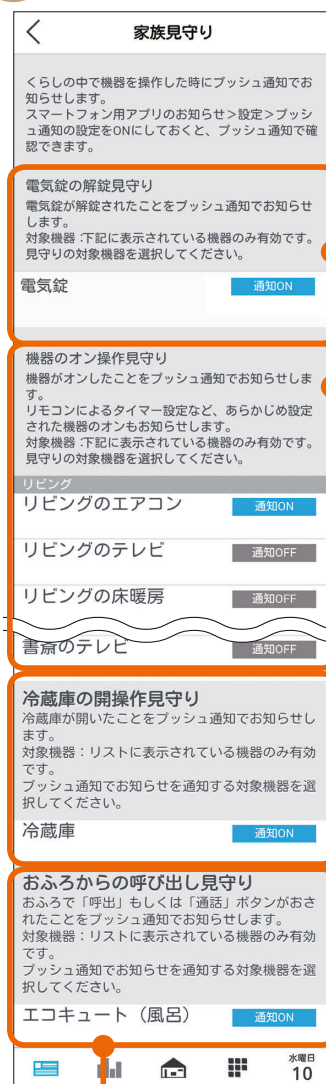 家族見守り
くらしの中で機器を操作した時にプッシュ通知でお
知らせします。
スマートフォン用アプリのお知らせ>設定>プッシ
ュ通知の設定をONにしておくと、プッシュ通知で確
認できます。
電気錠の解錠見守り
電気錠が解錠されたことをプッシュ通知でお知らせ
します。
対象機器:下記に表示されている機器のみ有効です。
見守りの対象機器を選択してください。
電気錠 通知ON
機器のオン操作見守り
機器がオンしたことをプッシュ通知でお知らせしま
す。
リモコンによるタイマー設定など、あらかじめ設定
された機器のオンもお知らせします。
対象機器:下記に表示されている機器のみ有効です。
見守りの対象機器を選択してください。
リビング
リビングのエアコン 通知ON
リビングのテレビ 通知OFF
リビングの床暖房 通知OFF
書斎のテレビ 通知OFF
冷蔵庫の開操作見守り
冷蔵庫が開いたことをプッシュ通知でお知らせし
ます。
対象機器:リストに表示されている機器のみ有効
です。
プッシュ通知でお知らせを通知する対象機器を選
択してください。
冷蔵庫 通知ON
おふろからの呼び出し見守り
おふろで「呼出」もしくは「通話」ボタンがおさ
れたことをプッシュ通知でお知らせします。
対象機器:リストに表示されている機器のみ有効
です。
プッシュ通知でお知らせを通知する対象機器を選
択してください。
エコキュート(風呂) 通知ON
水曜日
10